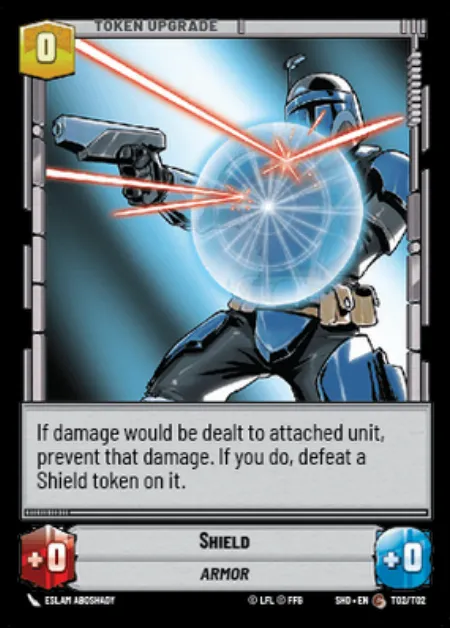 TOKEN UPGRADE
0
If damage would be dealt to attached unit,
prevent that damage. If you do, defeat a
Shield token on it.
+0
SHIELD
+0
ARMOR
ESLAM ABOSHADY
© LFL © FFG
SHD • EN
T02/T02